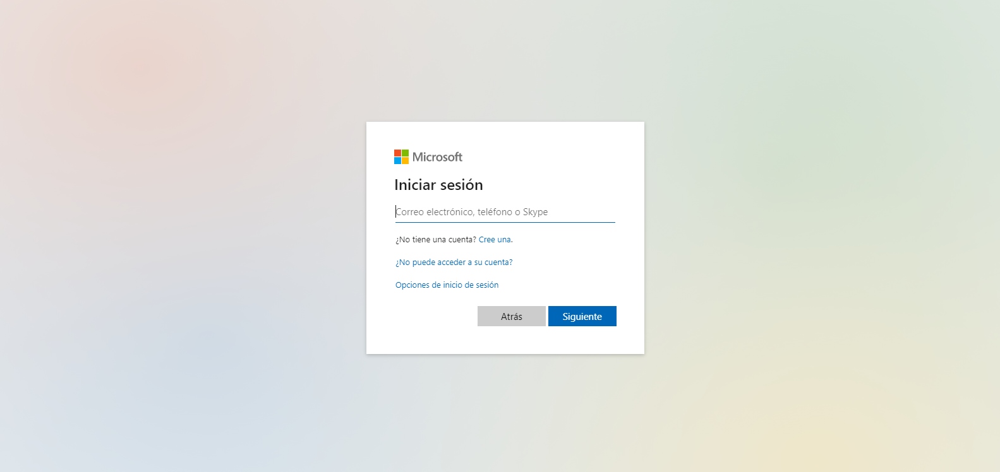 Microsoft
Iniciar sesión
Correo electrónico, teléfono o Skype
¿No tiene una cuenta? Cree una.
¿No puede acceder a su cuenta?
Opciones de inicio de sesión
Atrás Siguiente